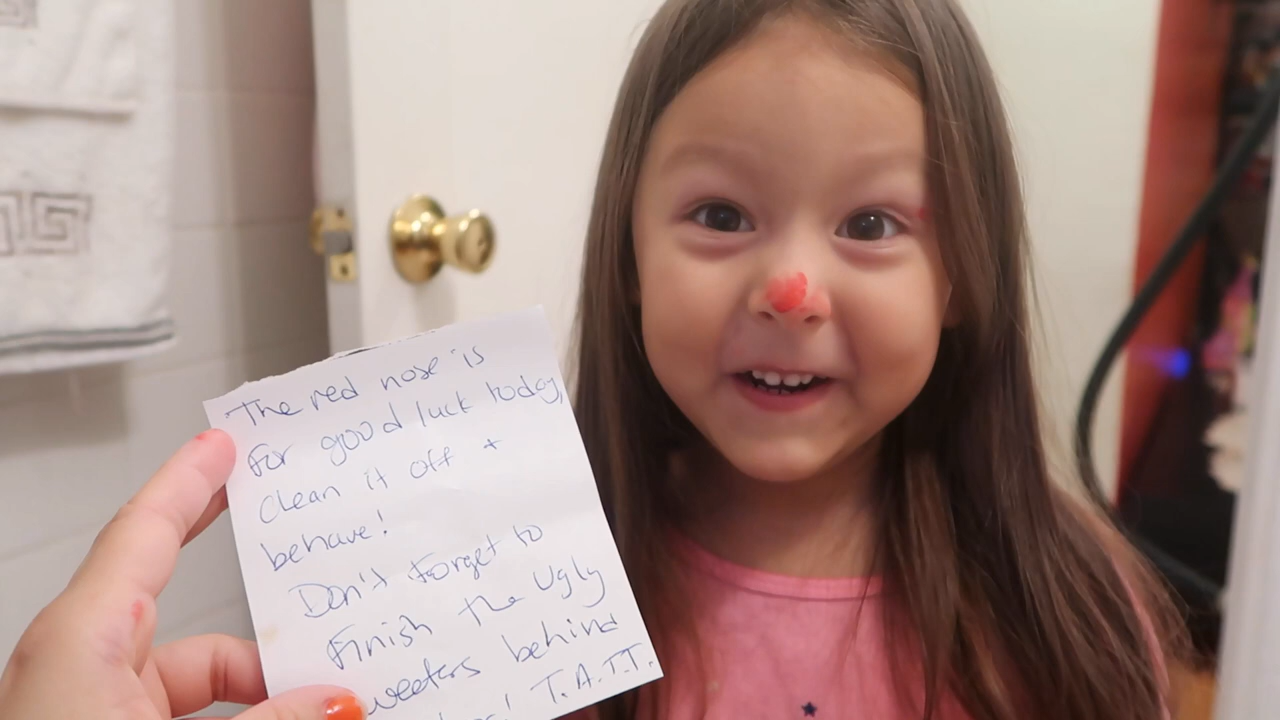 The red nose is
for good luck today,
clean it off +
behave!
Don't forget to
Finish the Ugly
weeters behind
T.A.T.T.